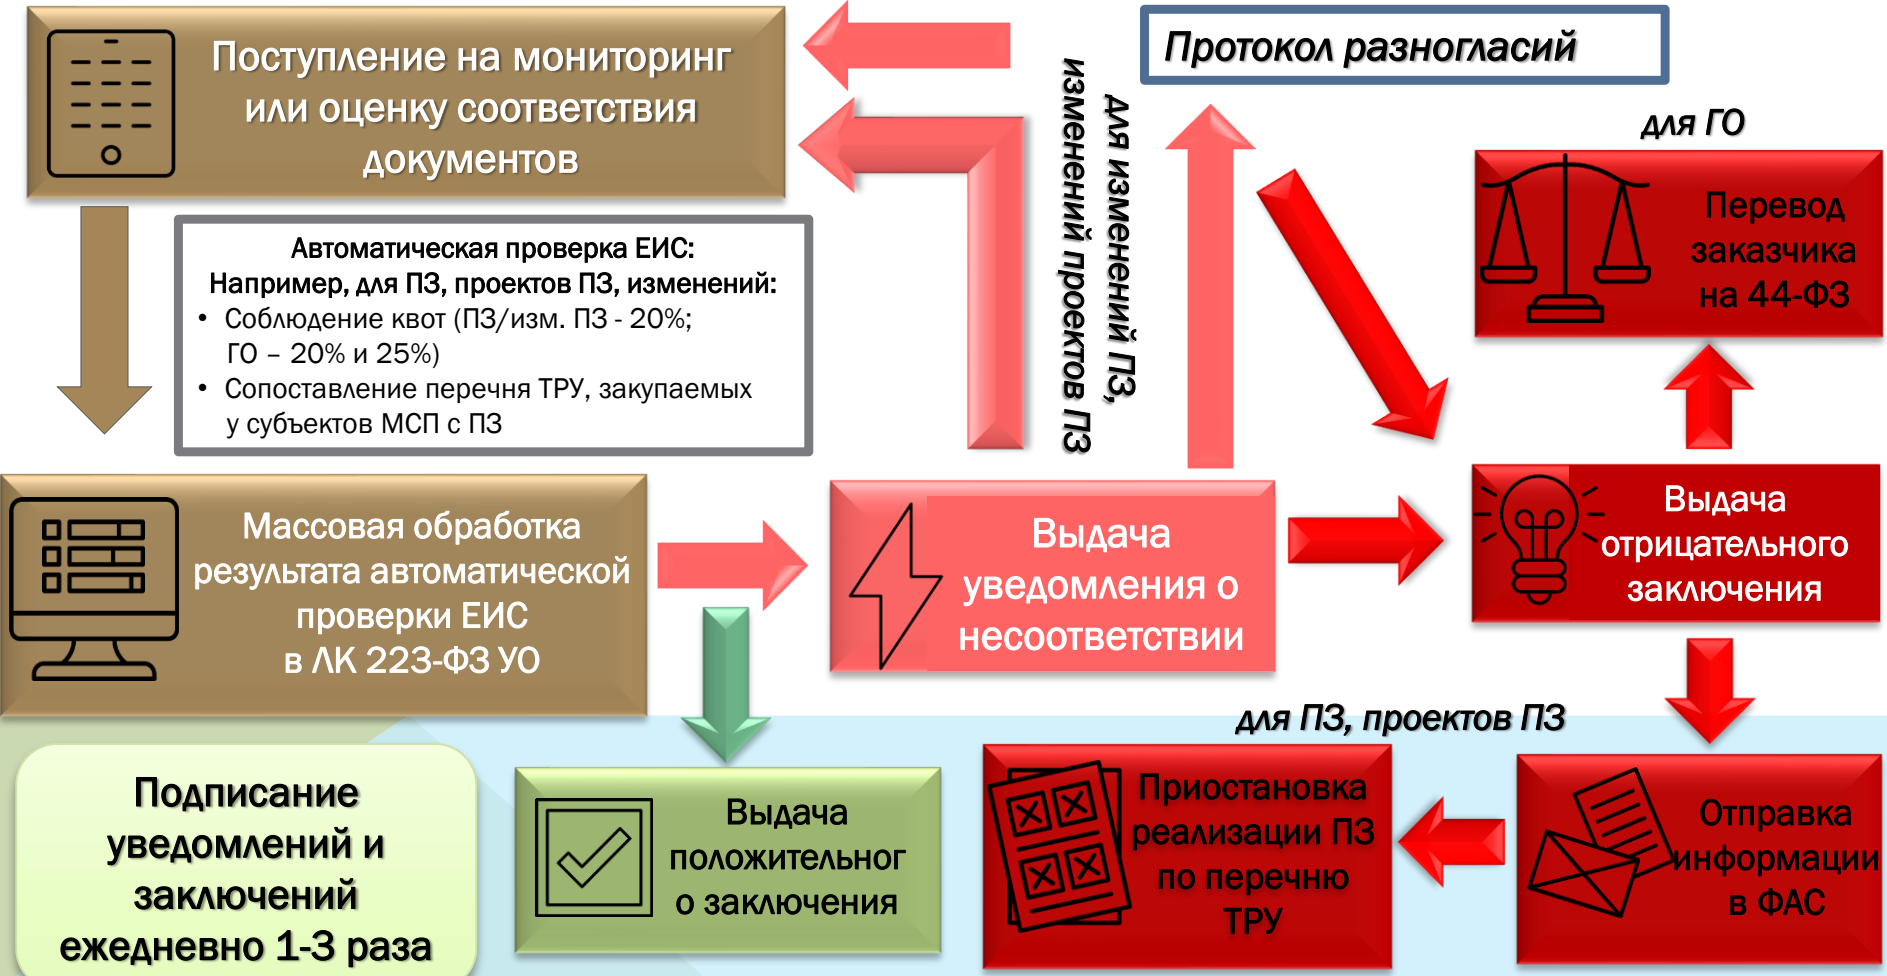 Поступление на мониторинг
или оценку соответствия
документов
Протокол разногласий
для изменений ПЗ,
изменений проектов ПЗ
для ГО
Перевод
заказчика
на 44-ФЗ
Автоматическая проверка ЕИС:
Например, для ПЗ, проектов ПЗ, изменений:
• Соблюдение квот (ПЗ/изм. ПЗ - 20%;
ГО – 20% и 25%)
• Сопоставление перечня ТРУ, закупаемых
у субъектов МСП с ПЗ
Массовая обработка
результата автоматической
проверки ЕИС
в ЛК 223-ФЗ УО
Выдача
уведомления о
несоответствии
Выдача
отрицательного
заключения
для ПЗ, проектов ПЗ
Подписание
уведомлений и
заключений
ежедневно 1-3 раза
Выдача
положительног
о заключения
Приостановка
реализации ПЗ
по перечню
ТРУ
Отправка
информации
в ФАС